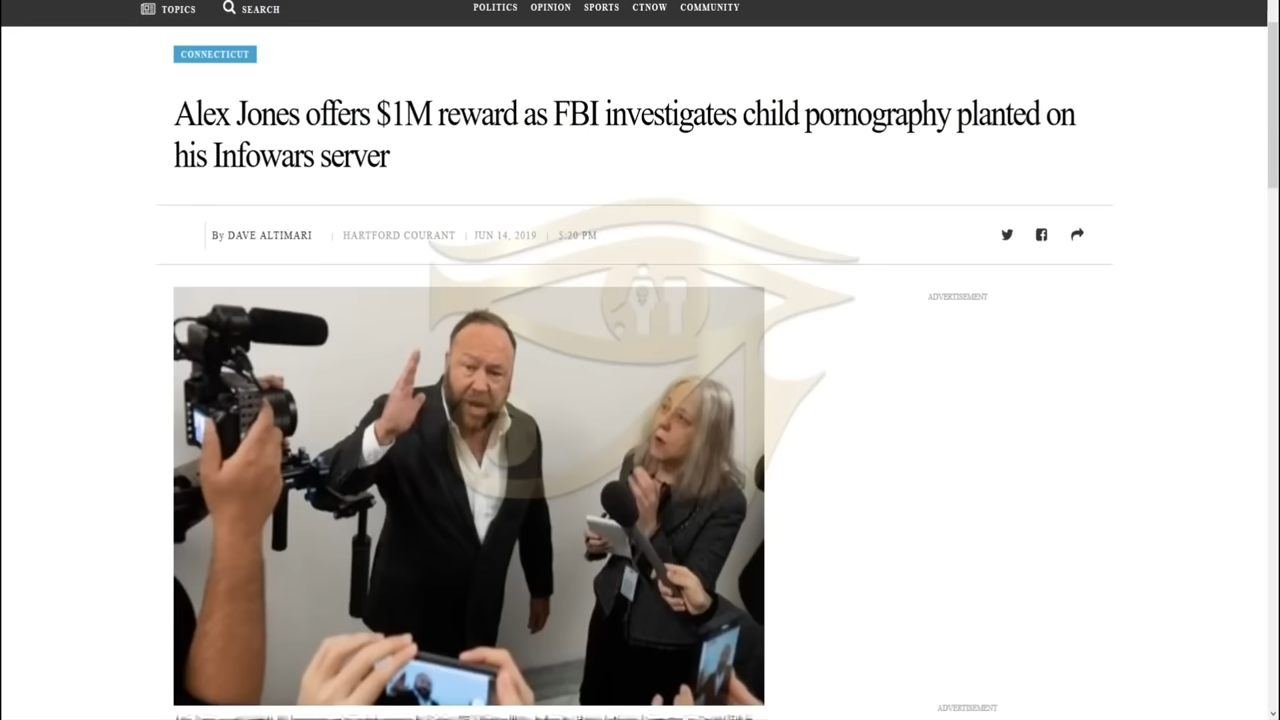 TOPICS SEARCH POLITICS OPINION SPORTS CTNOW COMMUNITY
CONNECTICUT
Alex Jones offers $1M reward as FBI investigates child pornography planted on
his Infowars server
By DAVE ALTIMARI | HARTFORD COURANT | JUN 14, 2019 | 5:20 PM
ADVERTISEMENT
ADVERTISEMENT